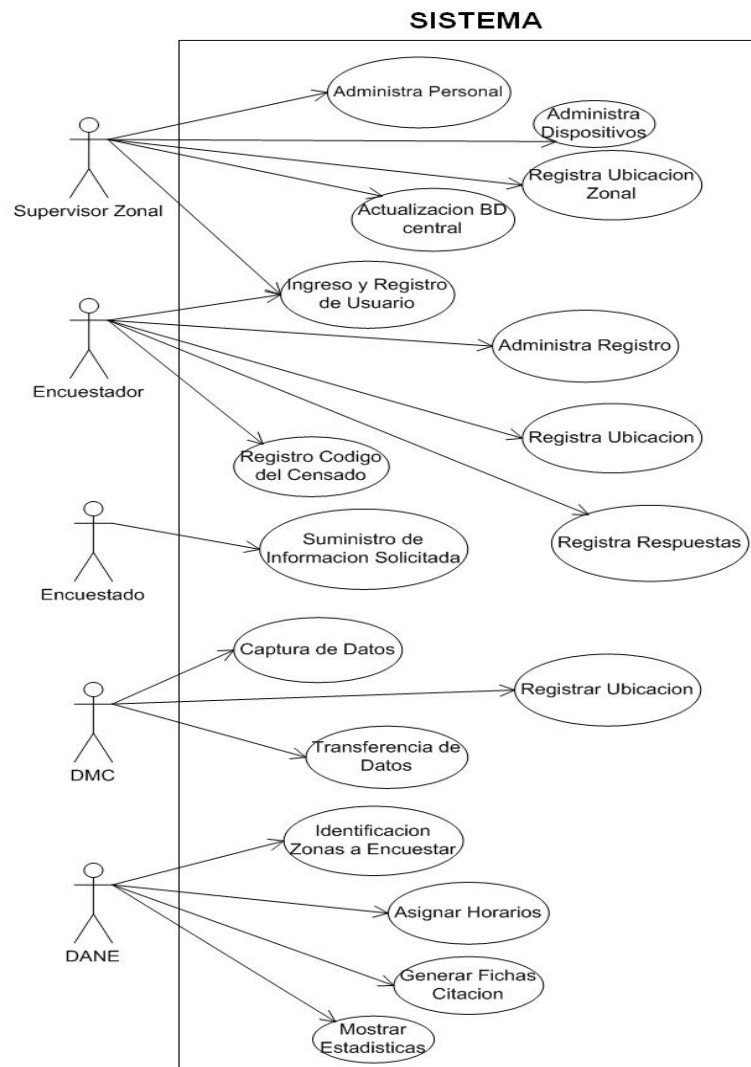 SISTEMA
Administra Personal
Administra
Dispositivos
Registra Ubicacion
Zonal
Actualizacion BD
central
Supervisor Zonal
Ingreso y Registro
de Usuario
Administra Registro
Encuestador
Registra Ubicacion
Registro Codigo
del Censado
Registra Respuestas
Suministro de
Informacion Solicitada
Encuestado
Captura de Datos
Registrar Ubicacion
Transferencia de
Datos
DMC
Identificacion
Zonas a Encuestar
Asignar Horarios
DANE
Generar Fichas
Citacion
Mostrar
Estadisticas